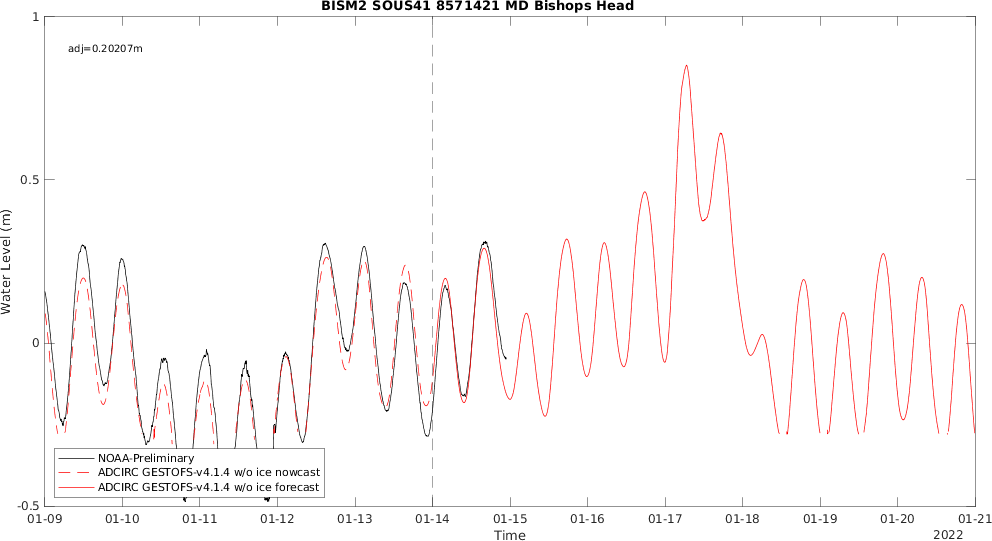 BISM2 SOUS41 8571421 MD Bishops Head
adj=0.20207m
1
0.5
0
-0.5
Water Level (m)
NOAA-Preliminary
ADCIRC GESTOFS-v4.1.4 w/o ice nowcast
ADCIRC GESTOFS-v4.1.4 w/o ice forecast
01-09 01-10 01-11 01-12 01-13 01-14 01-15 01-16 01-17 01-18 01-19 01-20 01-21
Time
2022